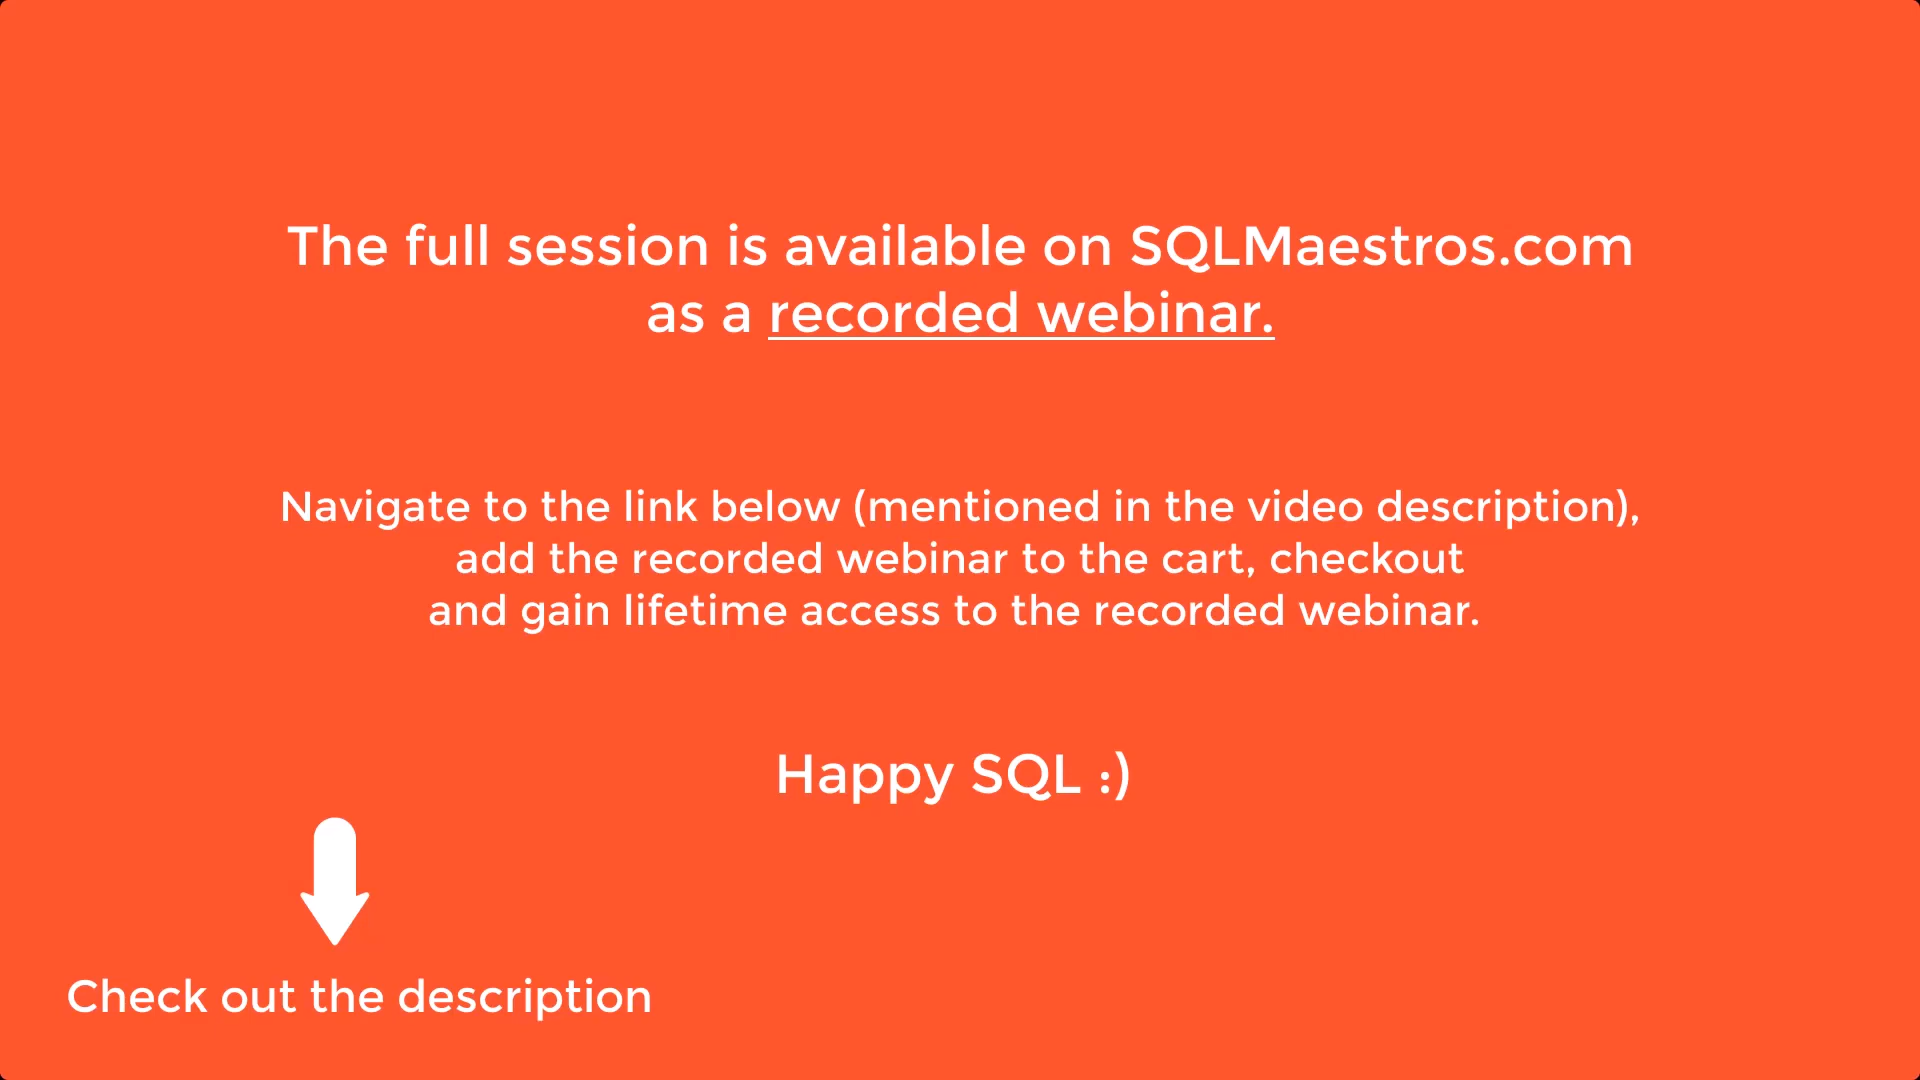 The full session is available on SQLMaestros.com
as a recorded webinar.
Navigate to the link below (mentioned in the video description),
add the recorded webinar to the cart, checkout
and gain lifetime access to the recorded webinar.
Happy SQL :)
Check out the description